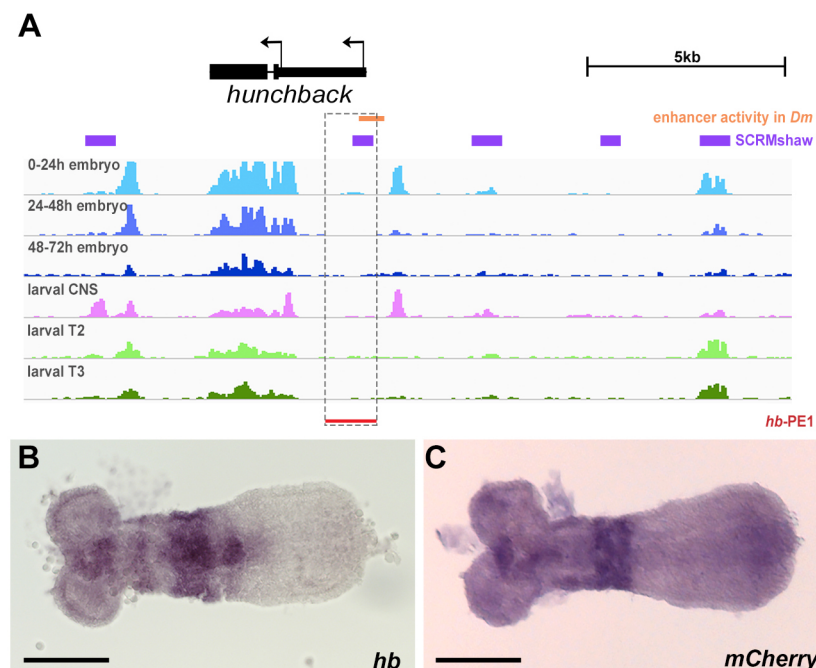 A
5kb
hunchback
enhancer activity in Dm
SCRMshaw
0-24h embryo
24-48h embryo
48-72h embryo
larval CNS
larval T2
larval T3
hb-PE1
B
hb
C
mCherry